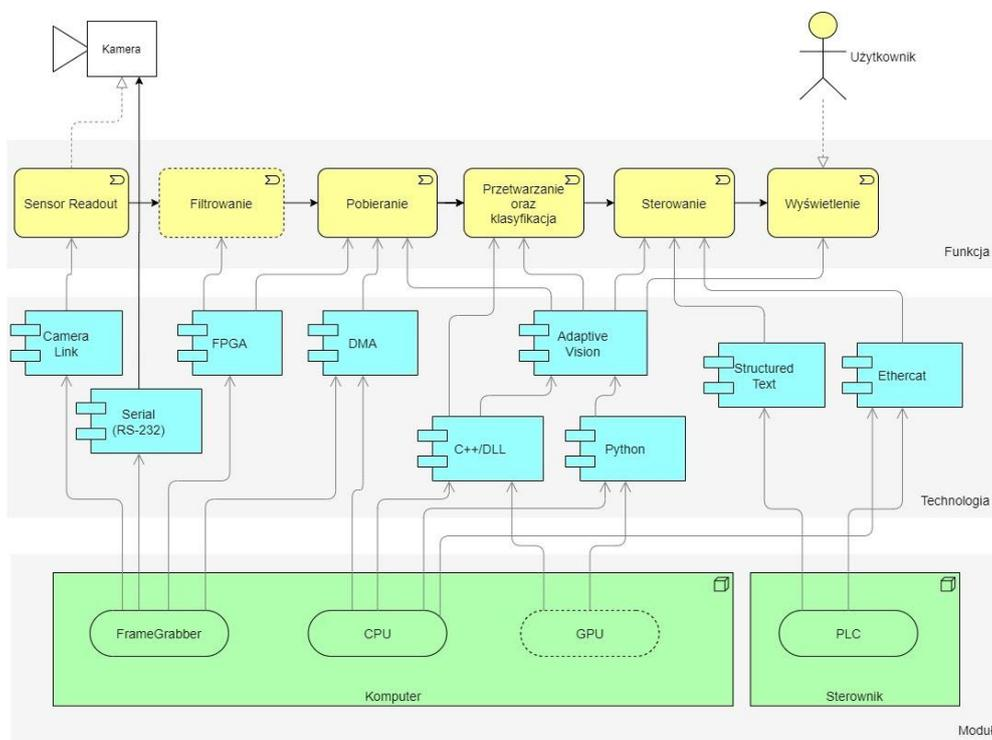 Kamera
Użytkownik
Sensor Readout
Filtrowanie
Pobieranie
Przetwarzanie
oraz
klasyfikacja
Sterowanie
Wyświetlenie
Funkcja
Camera
Link
FPGA
DMA
Adaptive
Vision
Structured
Text
Ethercat
Serial
(RS-232)
C++/DLL
Python
Technologia
FrameGrabber
CPU
GPU
PLC
Komputer
Sterownik
Moduł